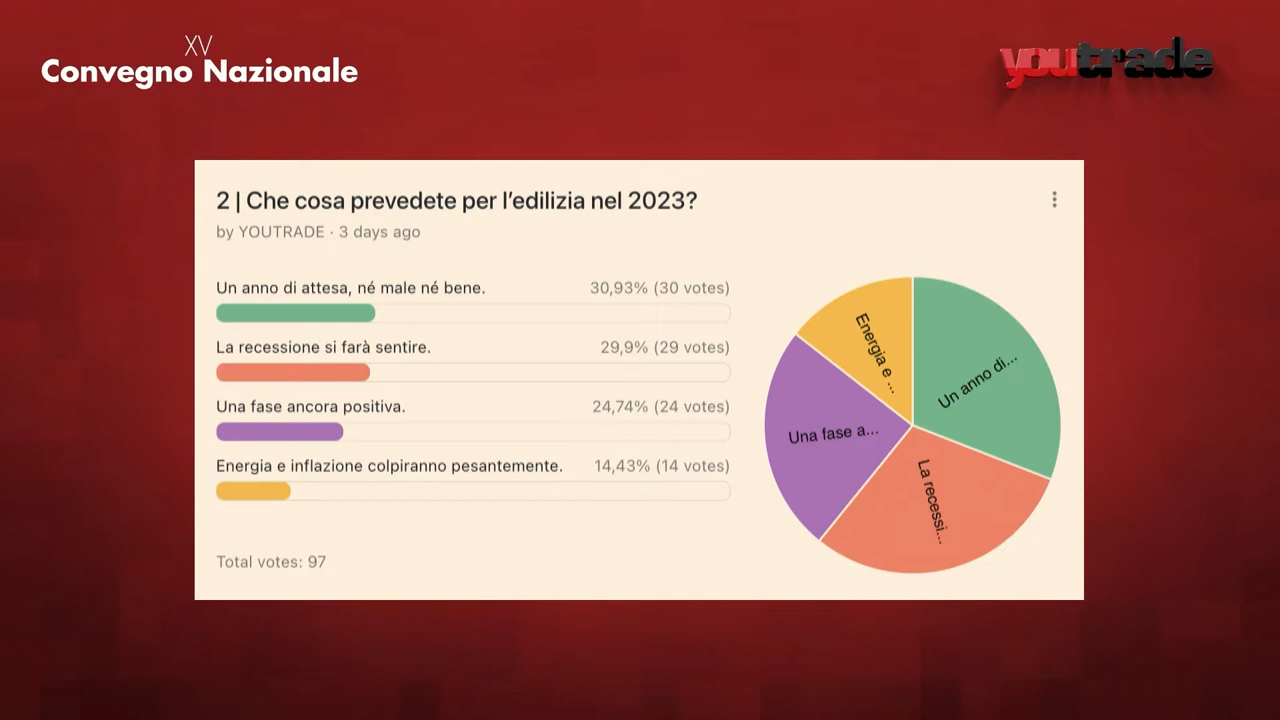 XV
Convegno Nazionale
youtrade
2 | Che cosa prevedete per l’edilizia nel 2023?
by YOUTRADE · 3 days ago
Un anno di attesa, né male né bene. 30,93% (30 votes)
La recessione si farà sentire. 29,9% (29 votes)
Una fase ancora positiva. 24,74% (24 votes)
Energia e inflazione colpiranno pesantemente. 14,43% (14 votes)
Total votes: 97
Energia e ...
Un anno di...
Una fase a...
La recessi...